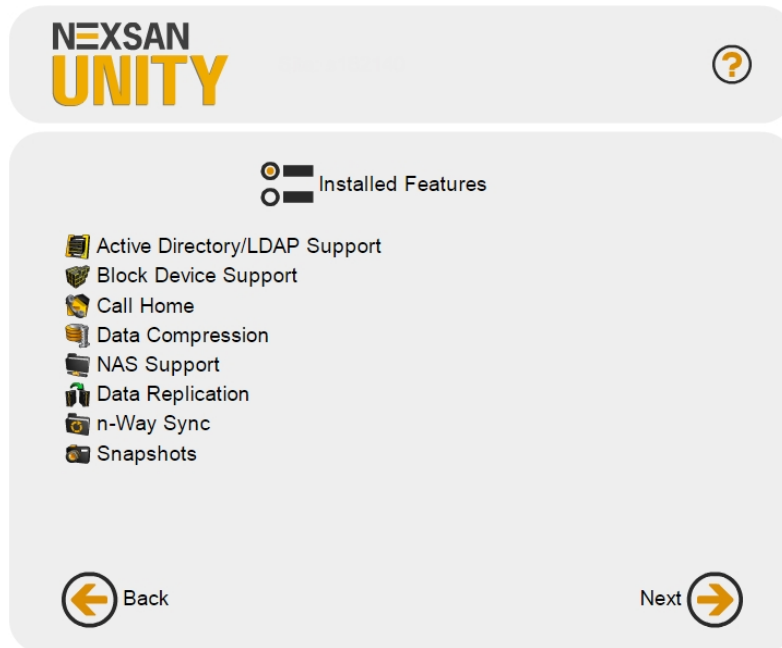 NEXSAN
UNITY
?
Installed Features
Active Directory/LDAP Support
Block Device Support
Call Home
Data Compression
NAS Support
Data Replication
n-Way Sync
Snapshots
Back
Next